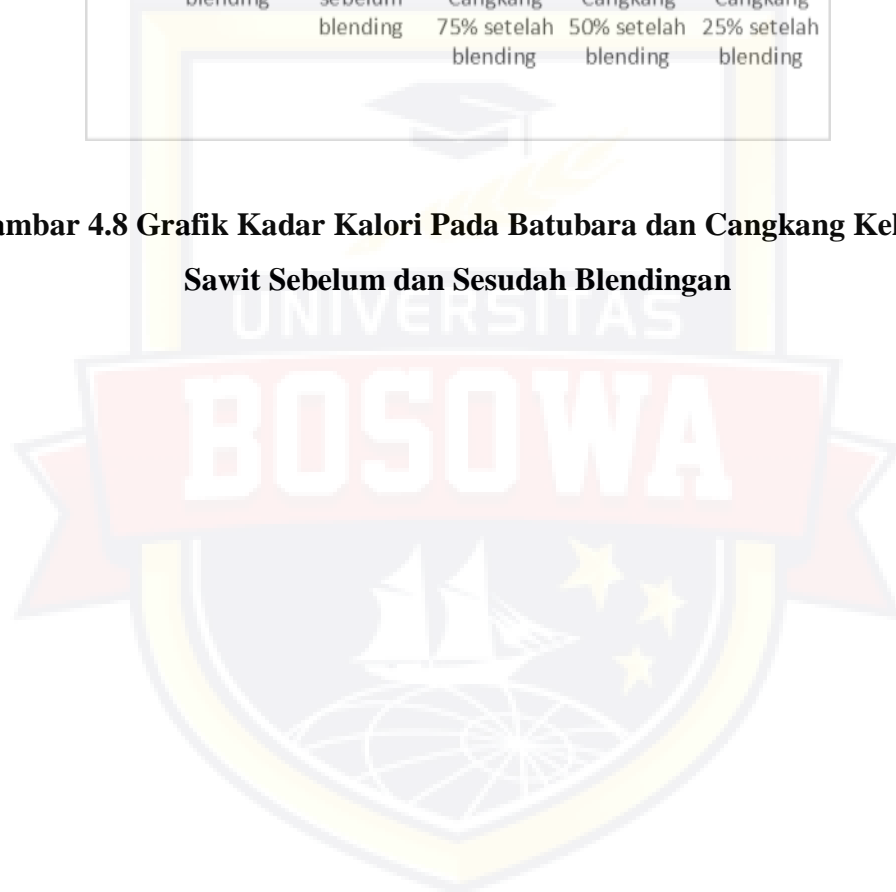 blending sebelum Cangkang Cangkang Cangkang
blending 75% setelah 50% setelah 25% setelah
blending blending blending
ambar 4.8 Grafik Kadar Kalori Pada Batubara dan Cangkang Kel
Sawit Sebelum dan Sesudah Blendingan
UNIVERSITAS
BOSOWA